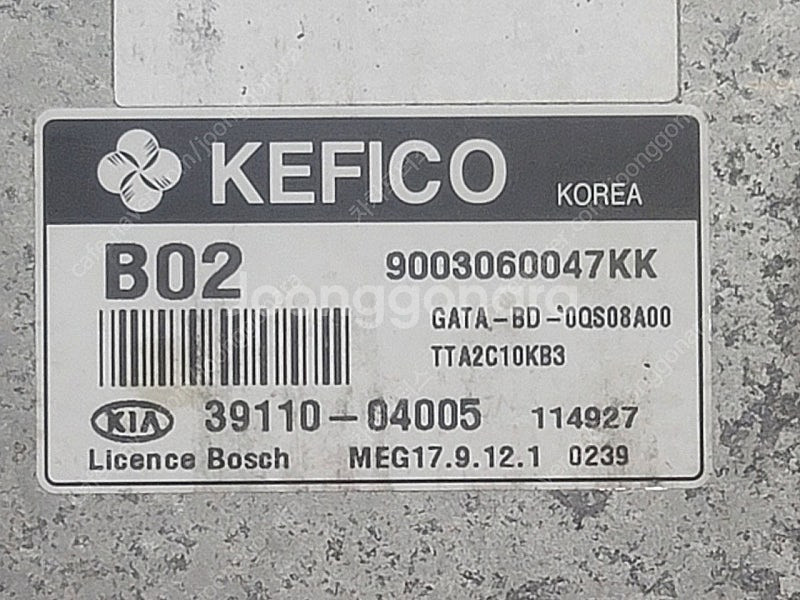 KEFICO KOREA
B02 9003060047KK
GATA-BD-0QS08A00
TTA2C10KB3
KIA 39110-04005 114927
Licence Bosch MEG17.9.12.1 0239
joonggonara